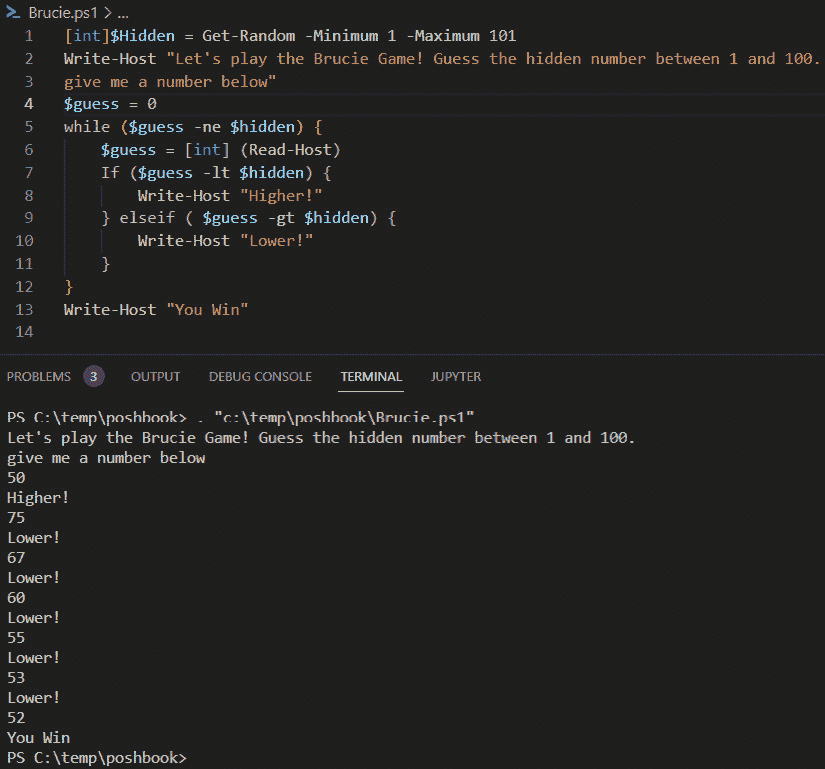 Brucie.ps1 > ...
1 [int]$Hidden = Get-Random -Minimum 1 -Maximum 101
2 Write-Host "Let's play the Brucie Game! Guess the hidden number between 1 and 100.
3 give me a number below"
4 $guess = 0
5 while ($guess -ne $hidden) {
6 $guess = [int] (Read-Host)
7 If ($guess -lt $hidden) {
8 Write-Host "Higher!"
9 } elseif ( $guess -gt $hidden) {
10 Write-Host "Lower!"
11 }
12 }
13 Write-Host "You Win"
14
PROBLEMS 3 OUTPUT DEBUG CONSOLE TERMINAL JUPYTER
PS C:\temp\poshbook> . "c:\temp\poshbook\Brucie.ps1"
Let's play the Brucie Game! Guess the hidden number between 1 and 100.
give me a number below
50
Higher!
75
Lower!
67
Lower!
60
Lower!
55
Lower!
53
Lower!
52
You Win
PS C:\temp\poshbook>